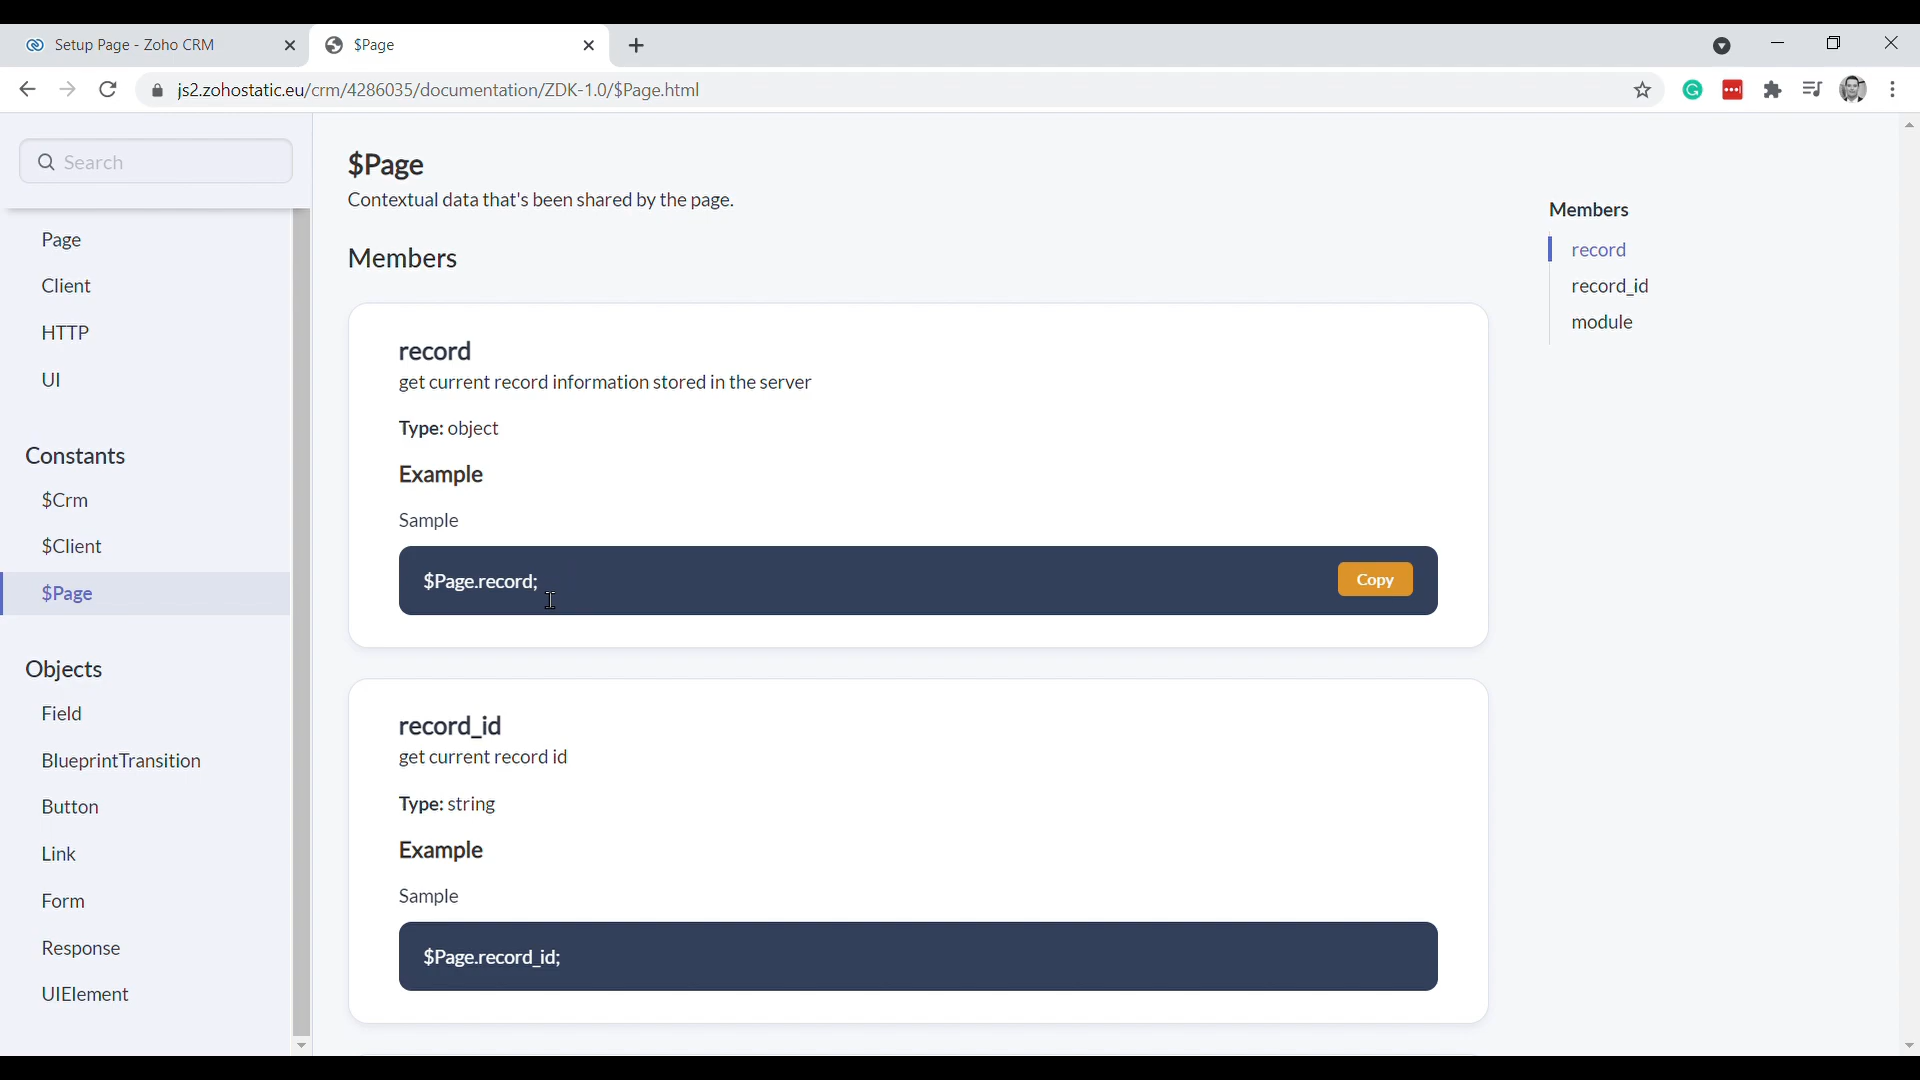 Setup Page - Zoho CRM
$Page
js2.zohostatic.eu/crm/4286035/documentation/ZDK-1.0/$Page.html
Search
Page
Client
HTTP
UI
Constants
$Crm
$Client
$Page
Objects
Field
BlueprintTransition
Button
Link
Form
Response
UIElement
$Page
Contextual data that's been shared by the page.
Members
record
get current record information stored in the server
Type: object
Example
Sample
$Page.record;
Copy
record_id
get current record id
Type: string
Example
Sample
$Page.record_id;
Members
record
record_id
module